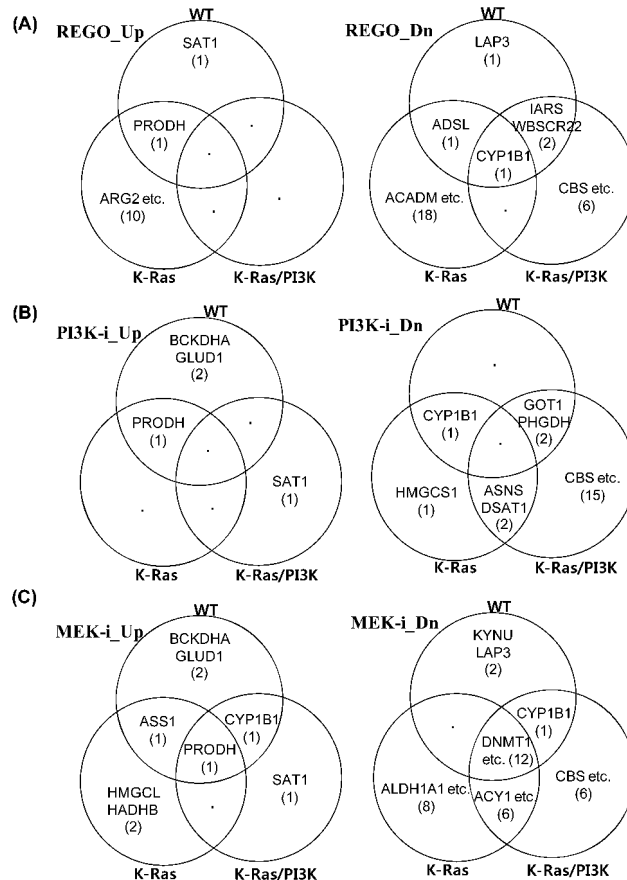 (A)
REGO_Up
WT
SAT1
(1)
PRODH
(1)
ARG2 etc.
(10)
K-Ras
K-Ras/PI3K
REGO_Dn
WT
LAP3
(1)
ADSL
(1)
IARS
WBSCR22
(2)
CYP1B1
(1)
ACADM etc.
(18)
CBS etc.
(6)
K-Ras
K-Ras/PI3K
(B)
PI3K-i_Up
WT
BCKDHA
GLUD1
(2)
PRODH
(1)
SAT1
(1)
K-Ras
K-Ras/PI3K
PI3K-i_Dn
WT
CYP1B1
(1)
GOT1
PHGDH
(2)
HMGCS1
(1)
ASNS
DSAT1
(2)
CBS etc.
(15)
K-Ras
K-Ras/PI3K
(C)
MEK-i_Up
WT
BCKDHA
GLUD1
(2)
ASS1
(1)
CYP1B1
(1)
PRODH
(1)
HMGCL
HADHB
(2)
SAT1
(1)
K-Ras
K-Ras/PI3K
MEK-i_Dn
WT
KYNU
LAP3
(2)
CYP1B1
(1)
DNMT1
etc. (12)
ALDH1A1 etc.
(8)
ACY1 etc.
(6)
CBS etc.
(6)
K-Ras
K-Ras/PI3K